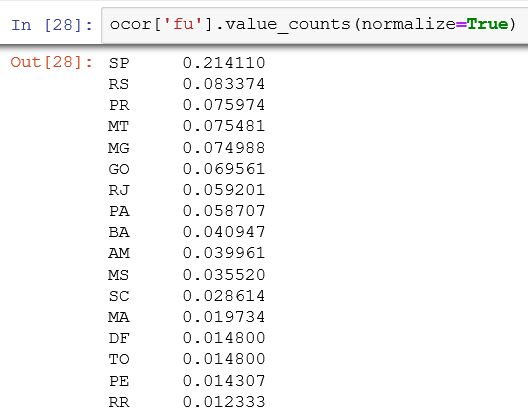 In [28]: ocor['fu'].value_counts(normalize=True)
Out[28]: SP 0.214110
RS 0.083374
PR 0.075974
MT 0.075481
MG 0.074988
GO 0.069561
RJ 0.059201
PA 0.058707
BA 0.040947
AM 0.039961
MS 0.035520
SC 0.028614
MA 0.019734
DF 0.014800
TO 0.014800
PE 0.014307
RR 0.012333